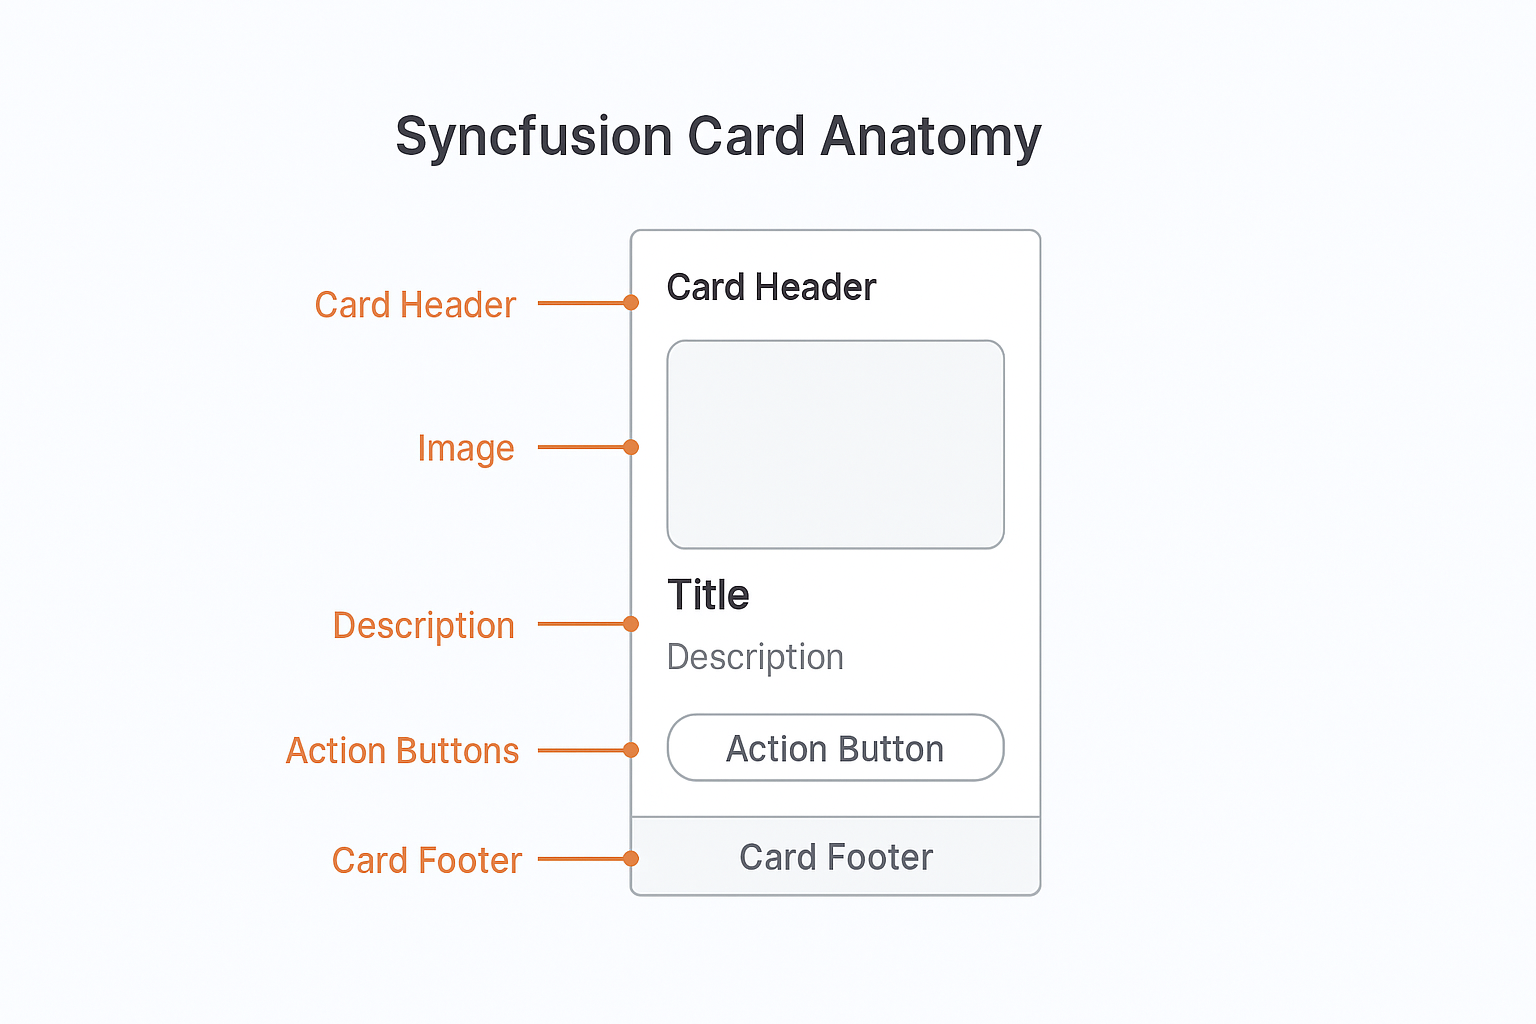 Syncfusion Card Anatomy
Card Header
Card Header
Image
Title
Description
Description
Action Buttons
Action Button
Card Footer
Card Footer